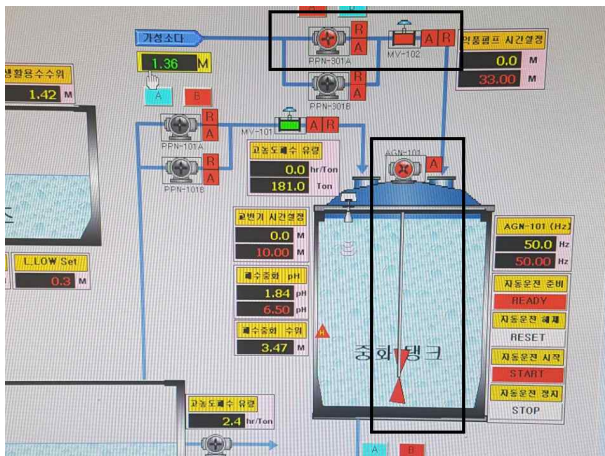 A B
가성소다
R
A
PPN-301A
MV-102
A R
약품펌프 시간설정
0.0 M
33.00 M
1.36 M
생활용수수위
1.42 M
A B
R
A
PPN-301B
MV-101
A R
R
A
PPN-101A
R
A
PPN-101B
고농도폐수 유량
0.0 hr/Ton
181.0 Ton
AGN-101
A
교반기 시간설정
0.0 M
10.00 M
AGN-101 (Hz)
50.0 Hz
50.00 Hz
L.LOW Set
0.3 M
폐수중화 pH
1.84 pH
6.50 pH
자동운전 준비
READY
자동운전 해제
RESET
폐수중화 수위
3.47 M
중화 탱크
자동운전 시작
START
자동운전 정지
STOP
고농도폐수 유량
2.4 hr/Ton
A B